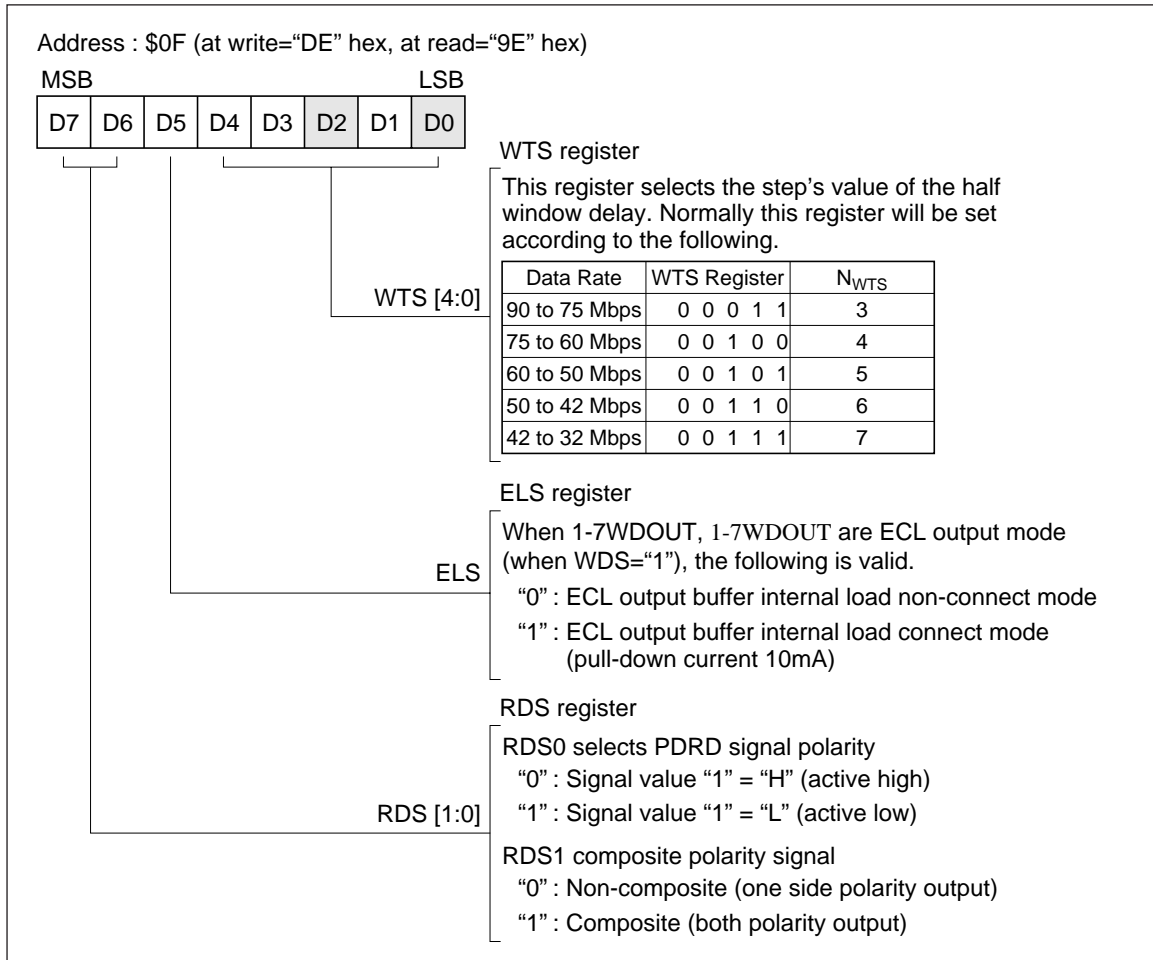 Address : $0F (at write=“DE” hex, at read=“9E” hex)
MSB LSB
D7 D6 D5 D4 D3 D2 D1 D0
WTS register
This register selects the step’s value of the half
window delay. Normally this register will be set
according to the following.
WTS [4:0]
Data Rate WTS Register NWTS
90 to 75 Mbps 0 0 0 1 1 3
75 to 60 Mbps 0 0 1 0 0 4
60 to 50 Mbps 0 0 1 0 1 5
50 to 42 Mbps 0 0 1 1 0 6
42 to 32 Mbps 0 0 1 1 1 7
ELS register
When 1-7WDOUT, 1-7WDOUT are ECL output mode
(when WDS=“1”), the following is valid.
ELS
“0” : ECL output buffer internal load non-connect mode
“1” : ECL output buffer internal load connect mode
(pull-down current 10mA)
RDS register
RDS0 selects PDRD signal polarity
“0” : Signal value “1” = “H” (active high)
RDS [1:0]
“1” : Signal value “1” = “L” (active low)
RDS1 composite polarity signal
“0” : Non-composite (one side polarity output)
“1” : Composite (both polarity output)